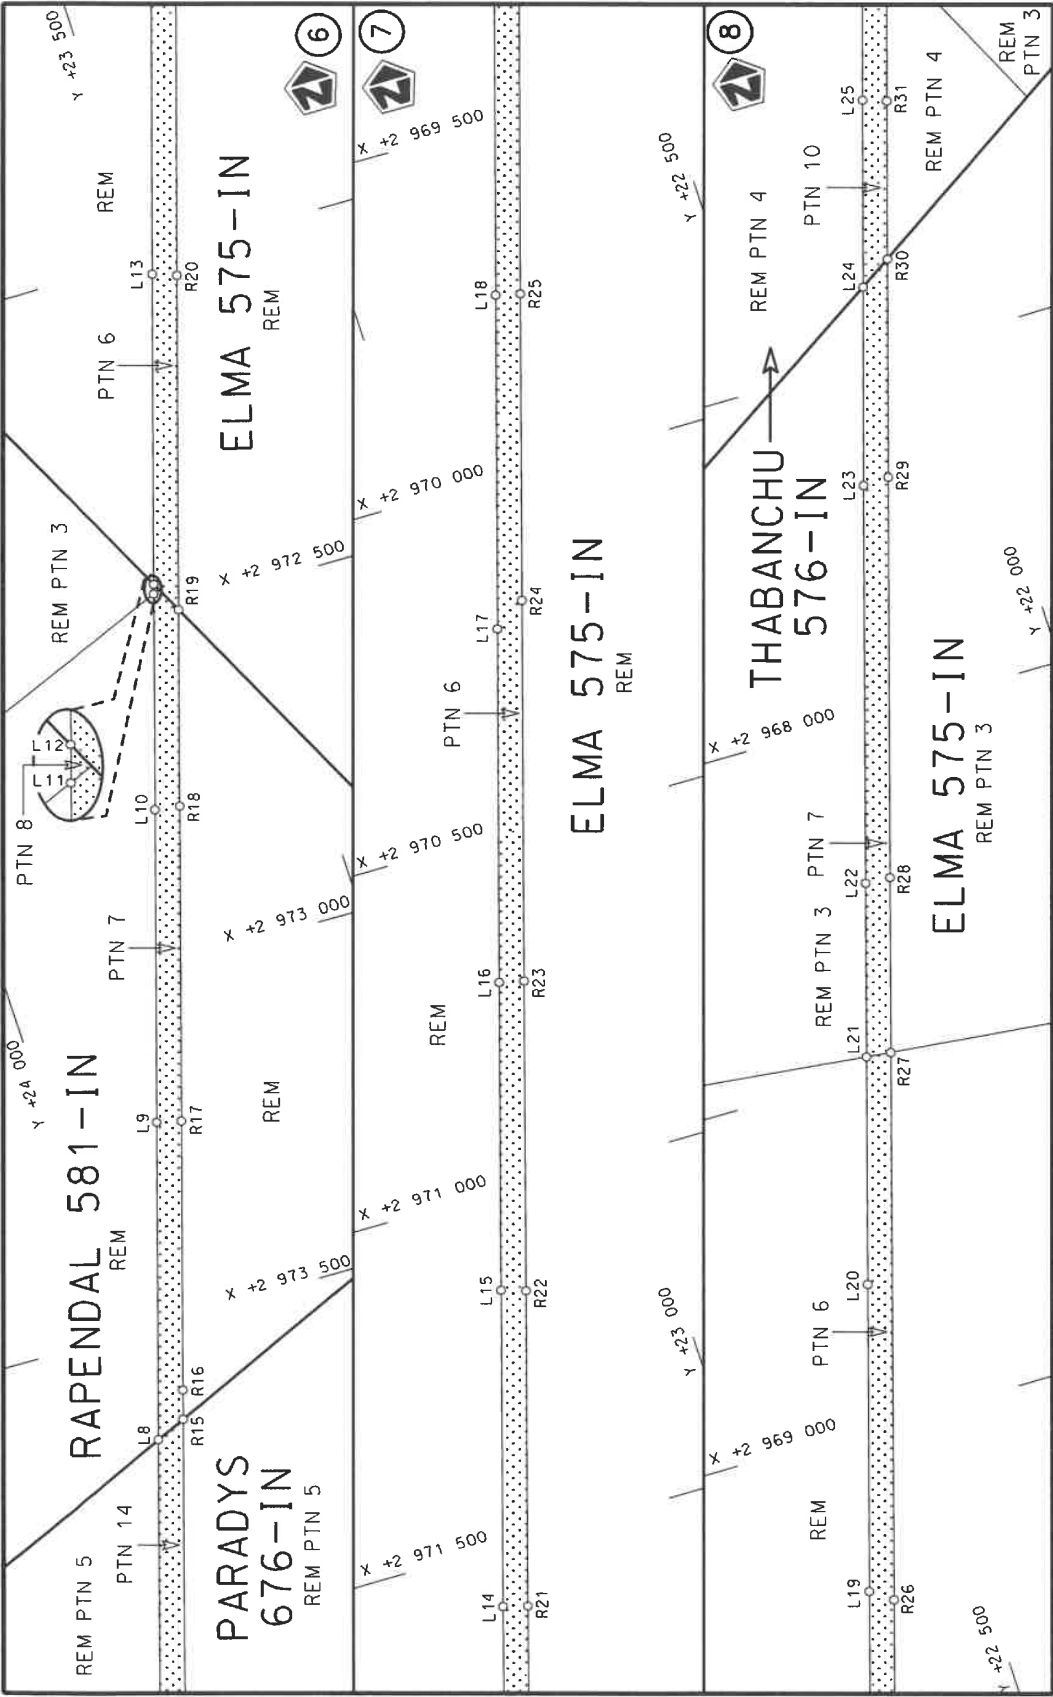 6
Y +23 500
REM
L13
R20
PTN 6
ELMA 575-IN
REM
REM PTN 3
R19
X +2 972 500
PTN 8
L12
L11
L10
R18
X +2 973 000
PTN 7
Y +24 000
RAPENDAL 581-IN
REM
L9
R17
REM
X +2 973 500
L8
R16
R15
REM PTN 5
PTN 14
PARADYS
676-IN
REM PTN 5
7
X +2 969 500
Y +22 500
L18
R25
X +2 970 000
L17
R24
PTN 6
ELMA 575-IN
REM
X +2 970 500
L16
R23
REM
X +2 971 000
L15
R22
Y +23 000
X +2 971 500
L14
R21
8
REM
PTN 3
REM PTN 4
L25
R31
PTN 10
REM PTN 4
L24
R30
THABANCHU
576-IN
L23
R29
Y +22 000
X +2 968 000
ELMA 575-IN
REM PTN 3
PTN 7
L22
R28
REM PTN 3
L21
R27
L20
PTN 6
X +2 969 000
REM
L19
R26
Y +22 500